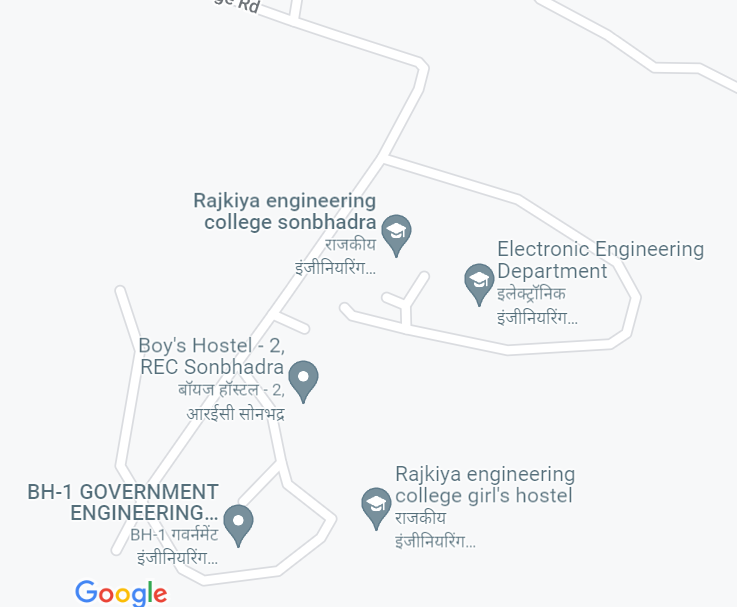 Rd
Rajkiya engineering
college sonbhadra
राजकीय
इंजीनियरिंग...
Electronic Engineering
Department
इलेक्ट्रॉनिक
इंजीनियरिंग...
Boy's Hostel - 2,
REC Sonbhadra
बॉयज हॉस्टल - 2,
आरईसी सोनभद्र
Rajkiya engineering
college girl's hostel
राजकीय
इंजीनियरिंग...
BH-1 GOVERNMENT
ENGINEERING...
BH-1 गवर्नमेंट
इंजीनियरिंग...
Google